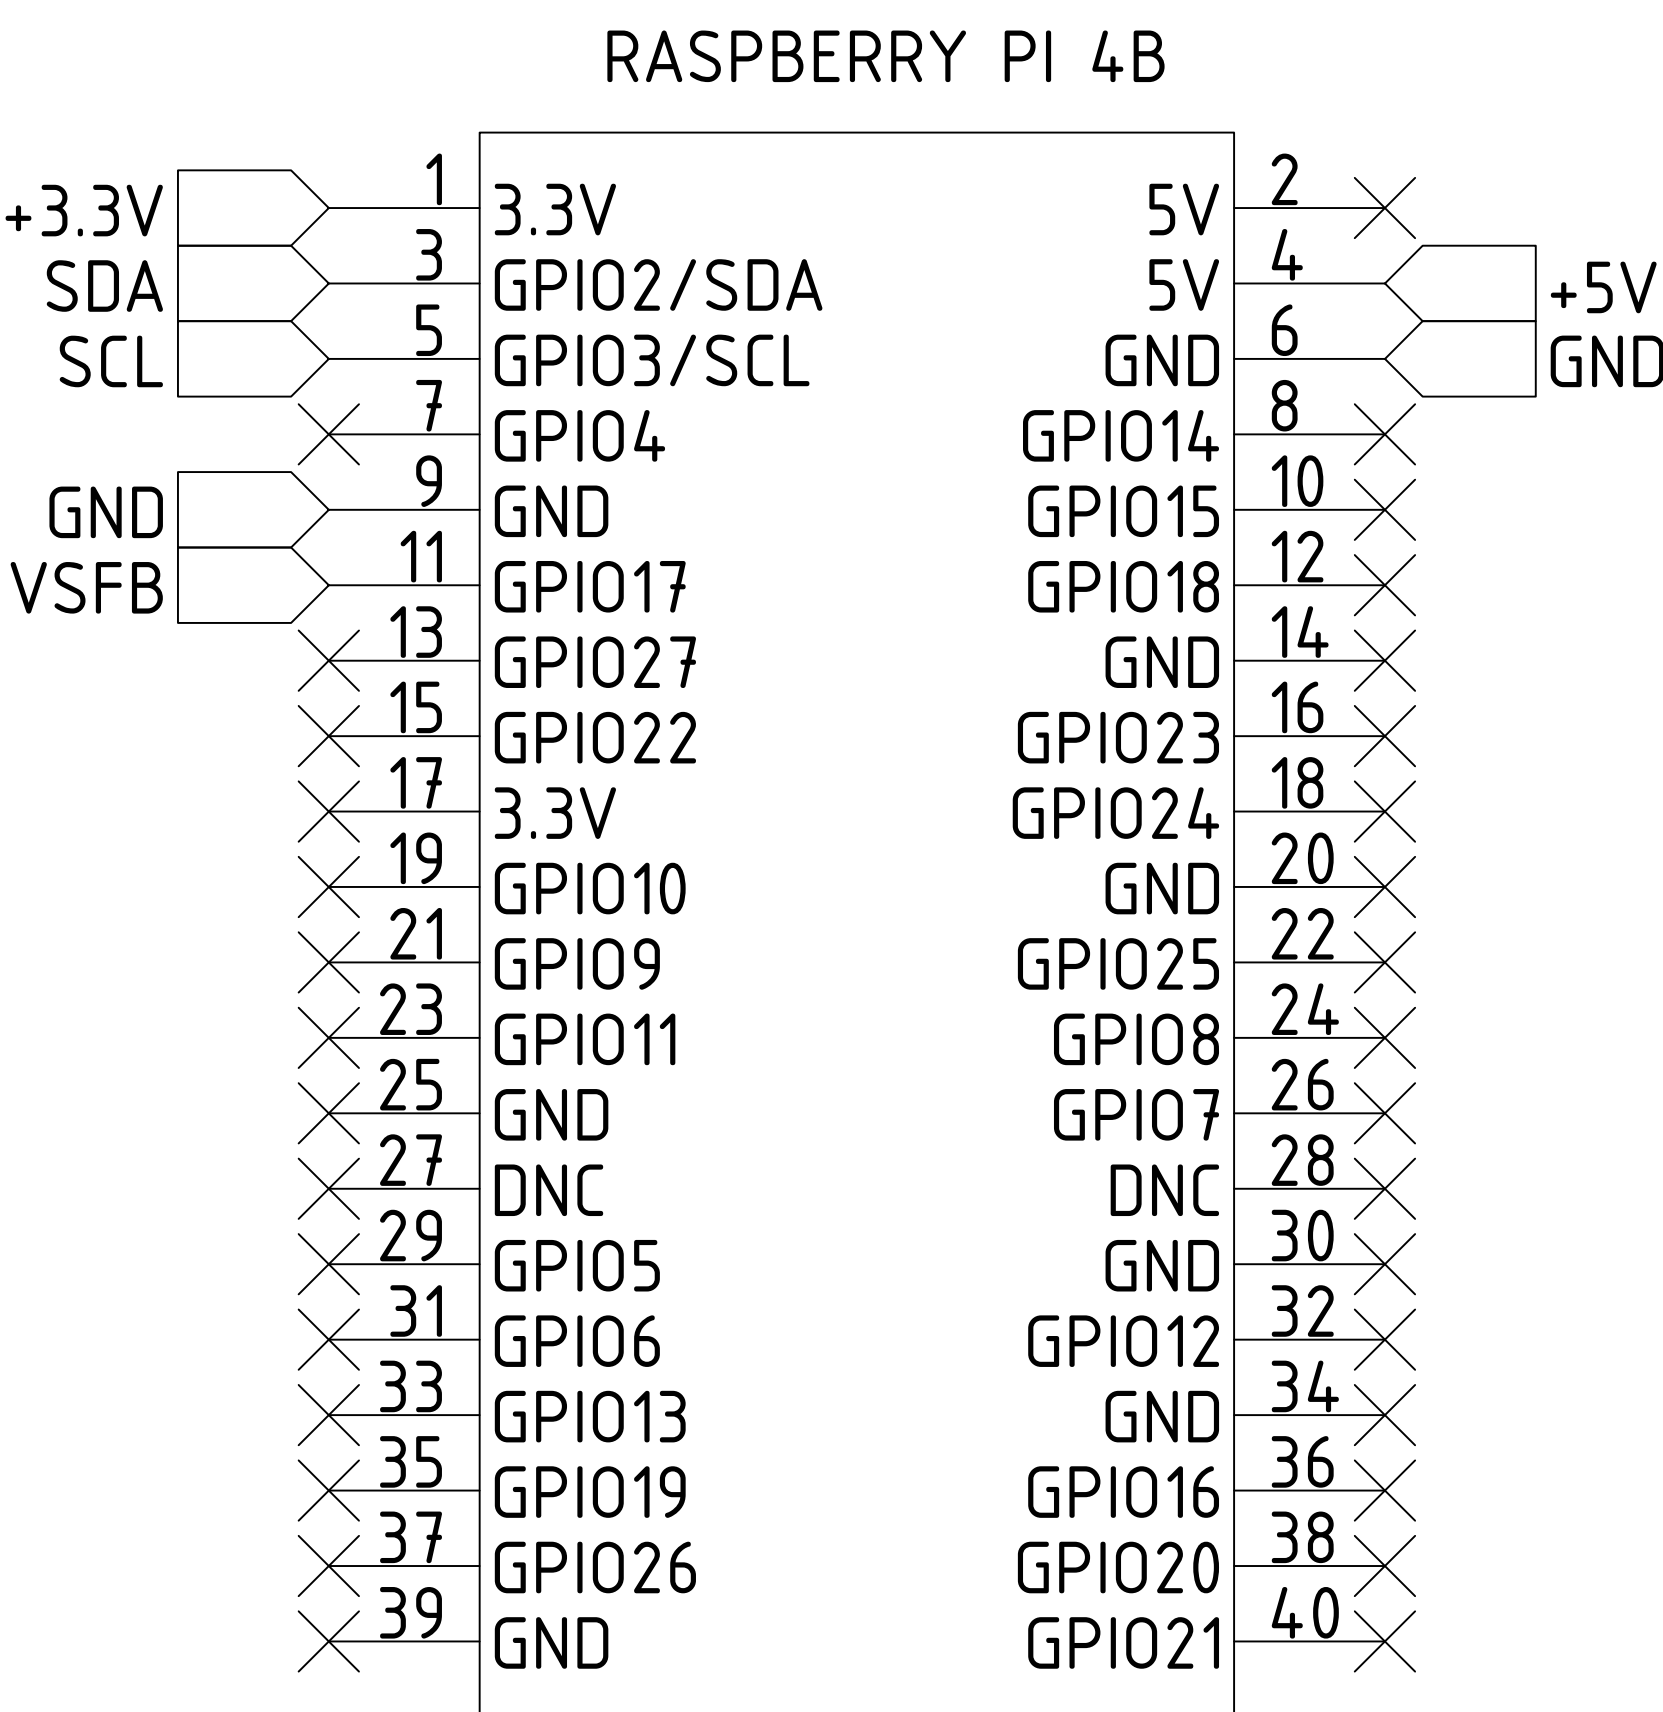 RASPBERRY PI 4B
+3.3V 1 3.3V 5V 2
SDA 3 GPIO2/SDA 5V 4 +5V
SCL 5 GPIO3/SCL GND 6 GND
7 GPIO4 GPIO14 8
GND 9 GND GPIO15 10
VSFB 11 GPIO17 GPIO18 12
13 GPIO27 GND 14
15 GPIO22 GPIO23 16
17 3.3V GPIO24 18
19 GPIO10 GND 20
21 GPIO9 GPIO25 22
23 GPIO11 GPIO8 24
25 GND GPIO7 26
27 DNC DNC 28
29 GPIO5 GND 30
31 GPIO6 GPIO12 32
33 GPIO13 GND 34
35 GPIO19 GPIO16 36
37 GPIO26 GPIO20 38
39 GND GPIO21 40